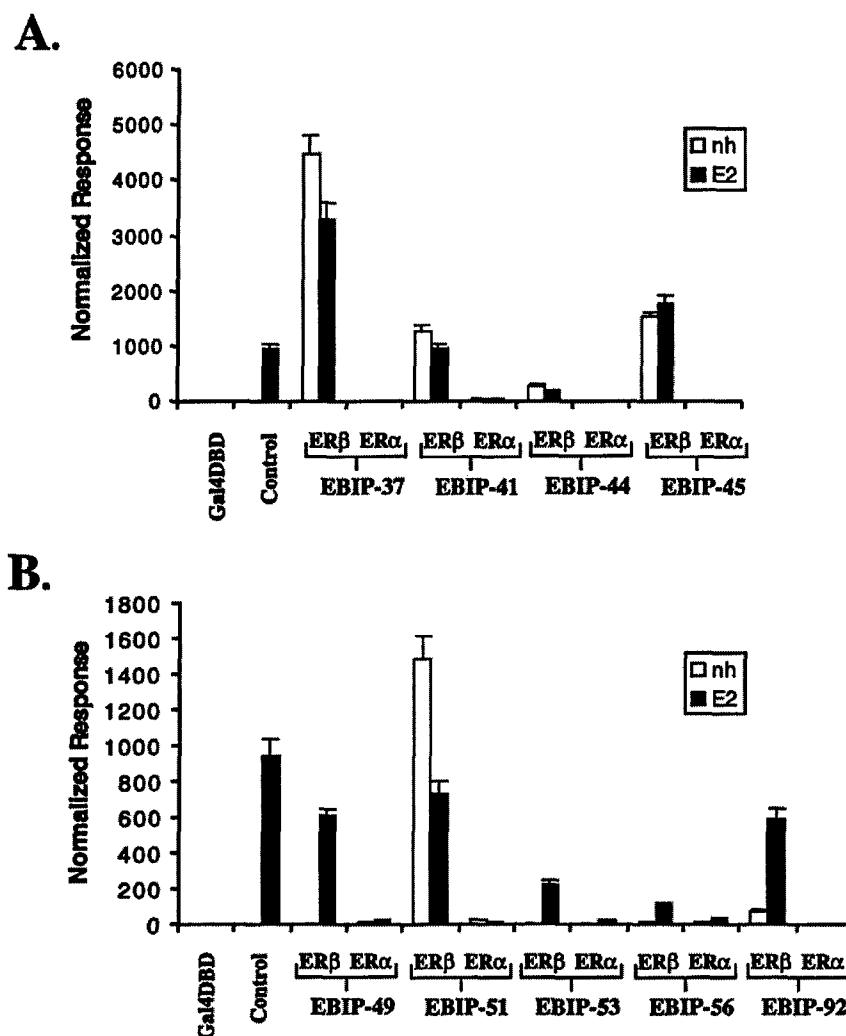 A.
6000
5000
4000
3000
2000
1000
0
Normalized Response
nh
E2
Gal4DBD
Control
ERβ ERα
EBIP-37
ERβ ERα
EBIP-41
ERβ ERα
EBIP-44
ERβ ERα
EBIP-45
B.
1800
1600
1400
1200
1000
800
600
400
200
0
Normalized Response
nh
E2
Gal4DBD
Control
ERβ ERα
EBIP-49
ERβ ERα
EBIP-51
ERβ ERα
EBIP-53
ERβ ERα
EBIP-56
ERβ ERα
EBIP-92